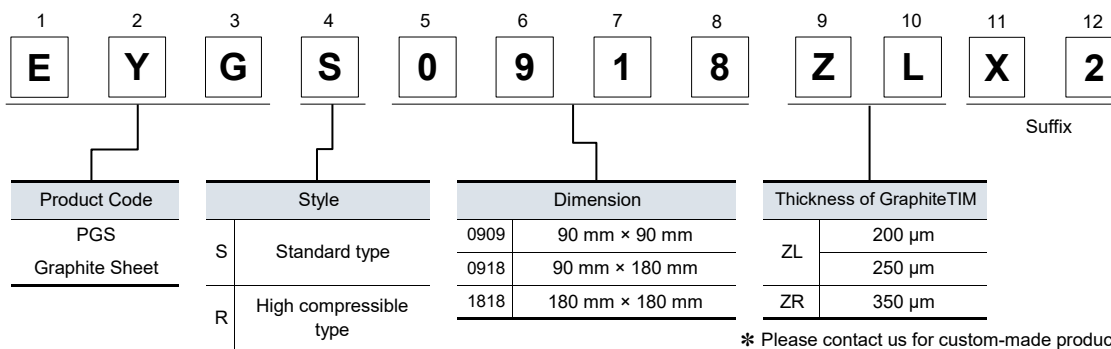 1 2 3 4 5 6 7 8 9 10 11 12
E Y G S 0 9 1 8 Z L X 2
Suffix
Product Code
PGS
Graphite Sheet
Style
S Standard type
R High compressible
type
Dimension
0909 90 mm × 90 mm
0918 90 mm × 180 mm
1818 180 mm × 180 mm
Thickness of GraphiteTIM
ZL 200 μm
250 μm
ZR 350 μm
✻ Please contact us for custom-made produc